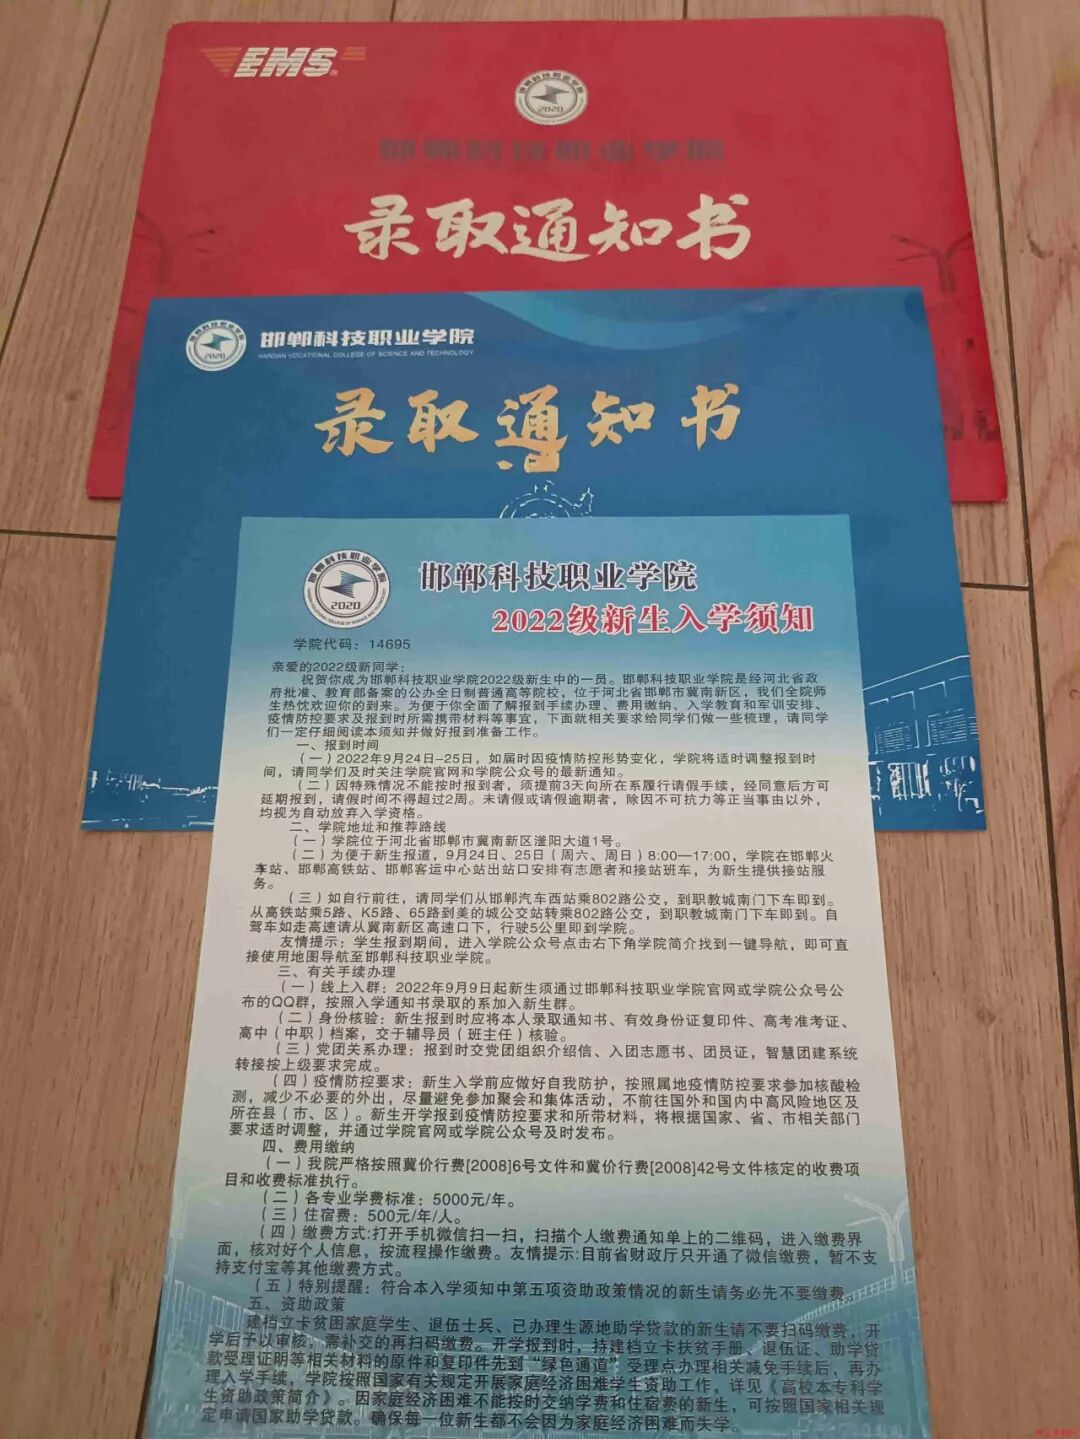 EMS
2020
邯郸科技职业学院
录取通知书
2020
邯郸科技职业学院
HANDAN VOCATIONAL COLLEGE OF SCIENCE AND TECHNOLOGY
录取通知书
邯郸科技职业学院
2020
邯郸科技职业学院
2022级新生入学须知
学院代码：14695
亲爱的2022级新同学：
祝贺你成为邯郸科技职业学院2022级新生中的一员。邯郸科技职业学院是经河北省政
府批准、教育部备案的公办全日制普通高等院校，位于河北省邯郸市冀南新区，我们全院师
生热忱欢迎你的到来。为便于你全面了解报到手续办理、费用缴纳、入学教育和军训安排、
疫情防控要求及报到时所需携带材料等事宜，下面就相关要求给同学们做一些梳理，请同学
们一定仔细阅读本须知并做好报到准备工作。
一、报到时间
（一）2022年9月24日-25日，如届时因疫情防控形势变化，学院将适时调整报到时
间，请同学们及时关注学院官网和学院公众号的最新通知。
（二）因特殊情况不能按时报到者，须提前3天向所在系履行请假手续，经同意后方可
延期报到，请假时间不得超过2周。未请假或请假逾期者，除因不可抗力等正当事由以外，
均视为自动放弃入学资格。
二、学院地址和推荐路线
（一）学院位于河北省邯郸市冀南新区滏阳大道1号。
（二）为便于新生报道，9月24日、25日（周六、周日）8:00—17:00，学院在邯郸火
车站、邯郸高铁站、邯郸客运中心站出站口安排有志愿者和接站班车，为新生提供接站服
务。
（三）如自行前往，请同学们从邯郸汽车西站乘802路公交，到职教城南门下车即到。
从高铁站乘5路、K5路、65路到美的城公交站转乘802路公交，到职教城南门下车即到。自
驾车如走高速请从冀南新区高速口下，行驶5公里即到学院。
友情提示：学生报到期间，进入学院公众号点击右下角学院简介找到一键导航，即可直
接使用地图导航至邯郸科技职业学院。
三、有关手续办理
（一）线上入群：2022年9月9日起新生须通过邯郸科技职业学院官网或学院公众号公
布的QQ群，按照入学通知书录取的系加入新生群。
（二）身份核验：新生报到时应将本人录取通知书、有效身份证复印件、高考准考证、
高中（中职）档案，交于辅导员（班主任）核验。
（三）党团关系办理：报到时交党团组织介绍信、入团志愿书、团员证，智慧团建系统
转接按上级要求完成。
（四）疫情防控要求：新生入学前应做好自我防护，按照属地疫情防控要求参加核酸检
测，减少不必要的外出，尽量避免参加聚会和集体活动，不前往国外和国内中高风险地区及
所在县（市、区）。新生开学报到疫情防控要求和所带材料，将根据国家、省、市相关部门
要求适时调整，并通过学院官网或学院公众号及时发布。
四、费用缴纳
（一）我院严格按照冀价行费[2008]6号文件和冀价行费[2008]42号文件核定的收费项
目和收费标准执行。
（二）各专业学费标准：5000元/年。
（三）住宿费：500元/年/人。
（四）缴费方式:打开手机微信扫一扫，扫描个人缴费通知单上的二维码，进入缴费界
面，核对好个人信息，按流程操作缴费。友情提示:目前省财政厅只开通了微信缴费，暂不支
持支付宝等其他缴费方式。
（五）特别提醒：符合本入学须知中第五项资助政策情况的新生请务必先不要缴费。
五、资助政策
建档立卡贫困家庭学生、退伍士兵、已办理生源地助学贷款的新生请不要扫码缴费，开
学后予以审核，需补交的再扫码缴费。开学报到时，持建档立卡扶贫手册、退伍证、助学贷
款受理证明等相关材料的原件和复印件先到“绿色通道”受理点办理相关减免手续后，再办
理入学手续，学院按照国家有关规定开展家庭经济困难学生资助工作，详见《高校本专科学
生资助政策简介》。因家庭经济困难不能按时交纳学费和住宿费的新生，可按照国家相关规
定申请国家助学贷款。确保每一位新生都不会因为家庭经济困难而失学。